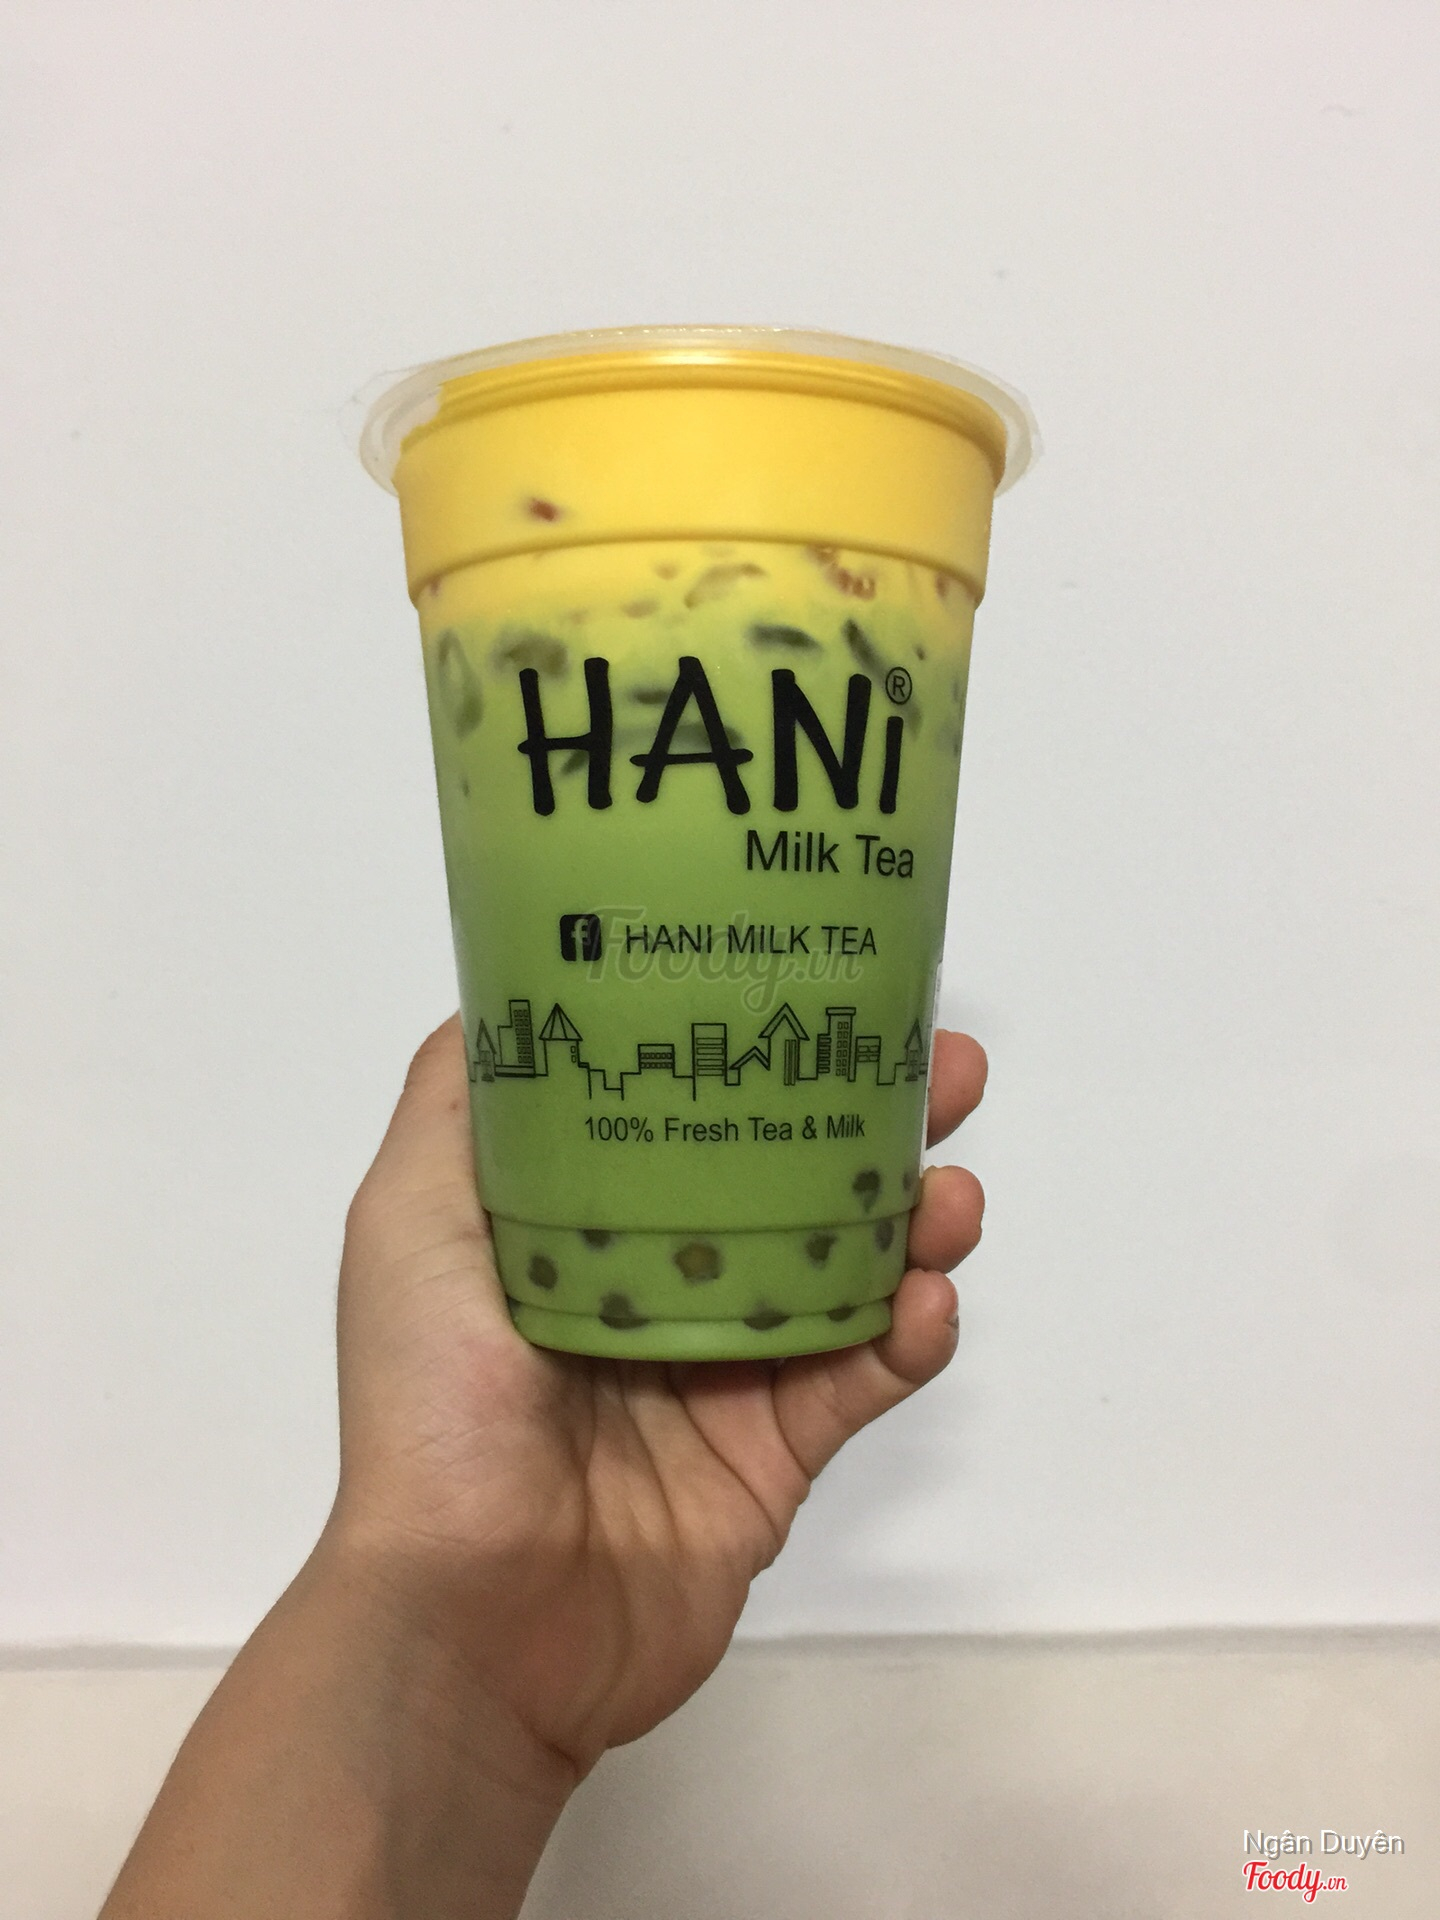 HANi®
Milk Tea
f HANI MILK TEA
Foody.vn
100% Fresh Tea & Milk
Ngân Duyên
Foody.vn